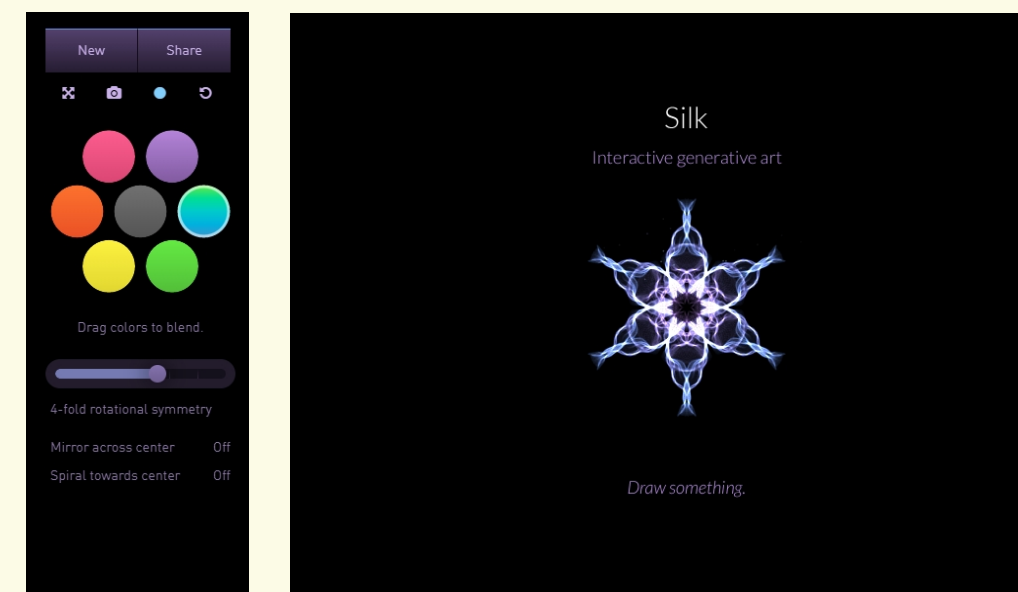 New
Share
Drag colors to blend.
4-fold rotational symmetry
Mirror across center Off
Spiral towards center Off
Silk
Interactive generative art
Draw something.